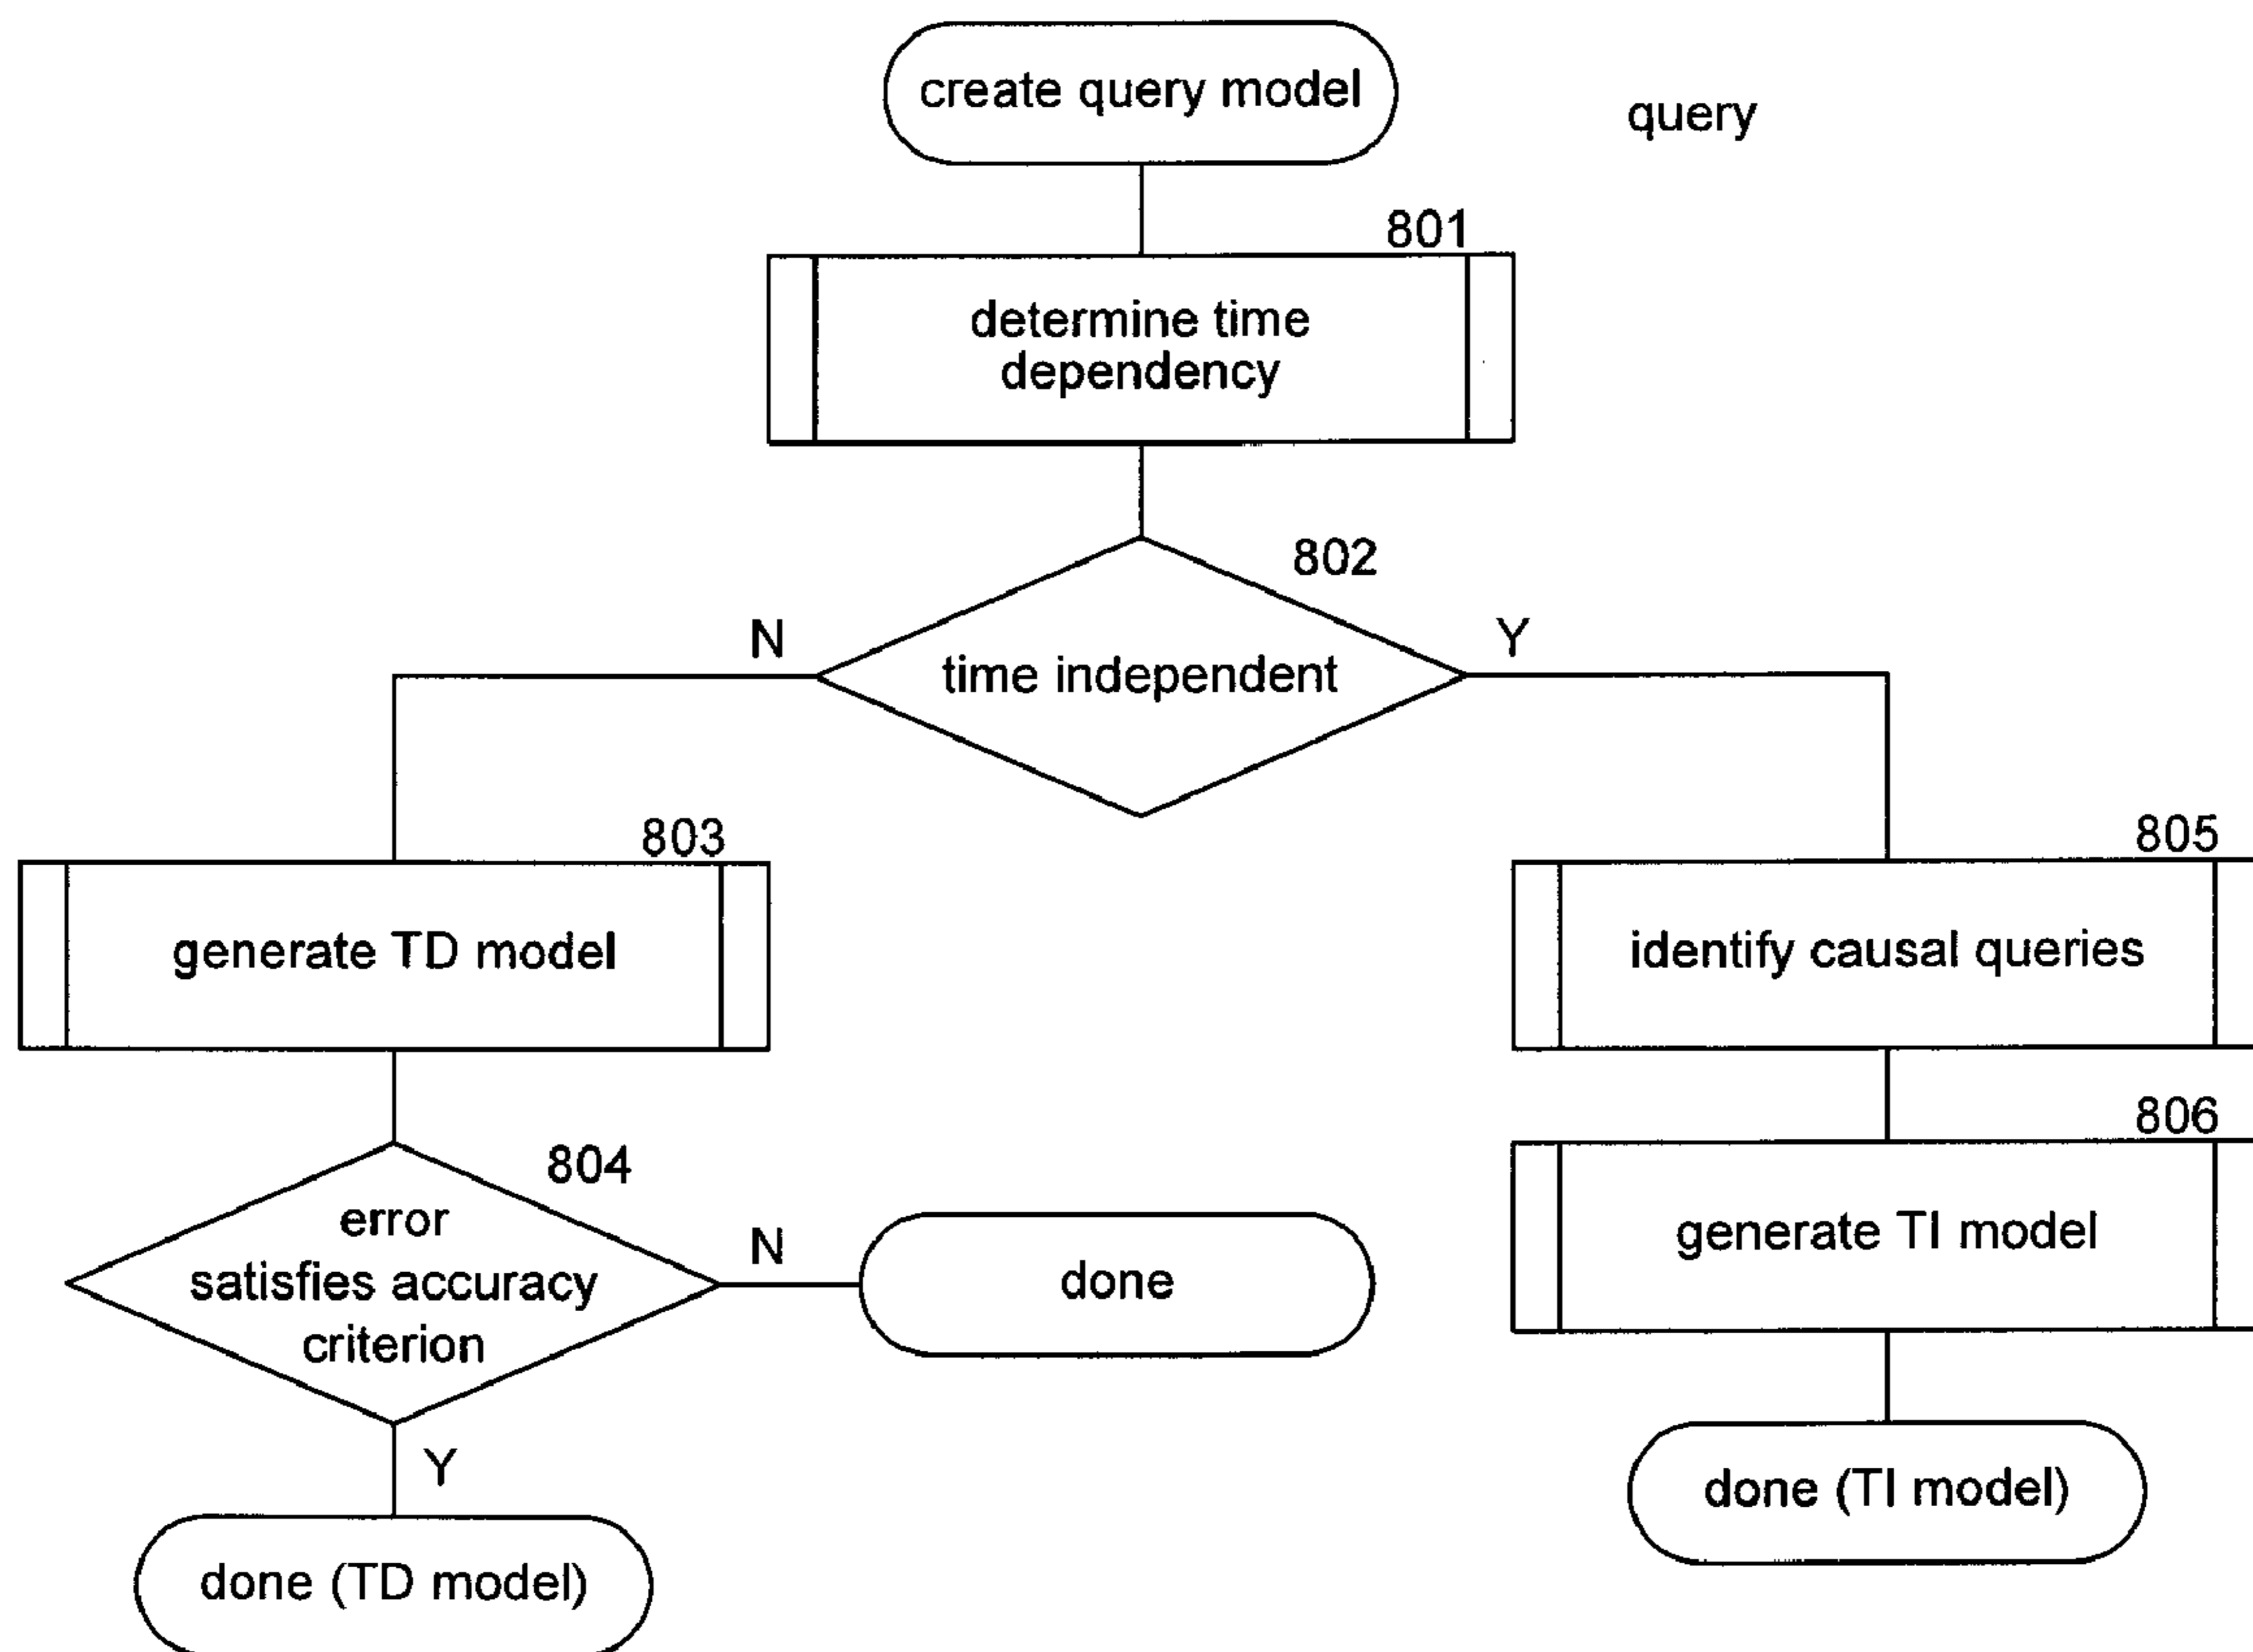 create query model
query
801
determine time
dependency
802
N
Y
time independent
803
805
generate TD model
identify causal queries
804
806
error
satisfies accuracy
criterion
N
done
generate TI model
Y
done (TI model)
done (TD model)